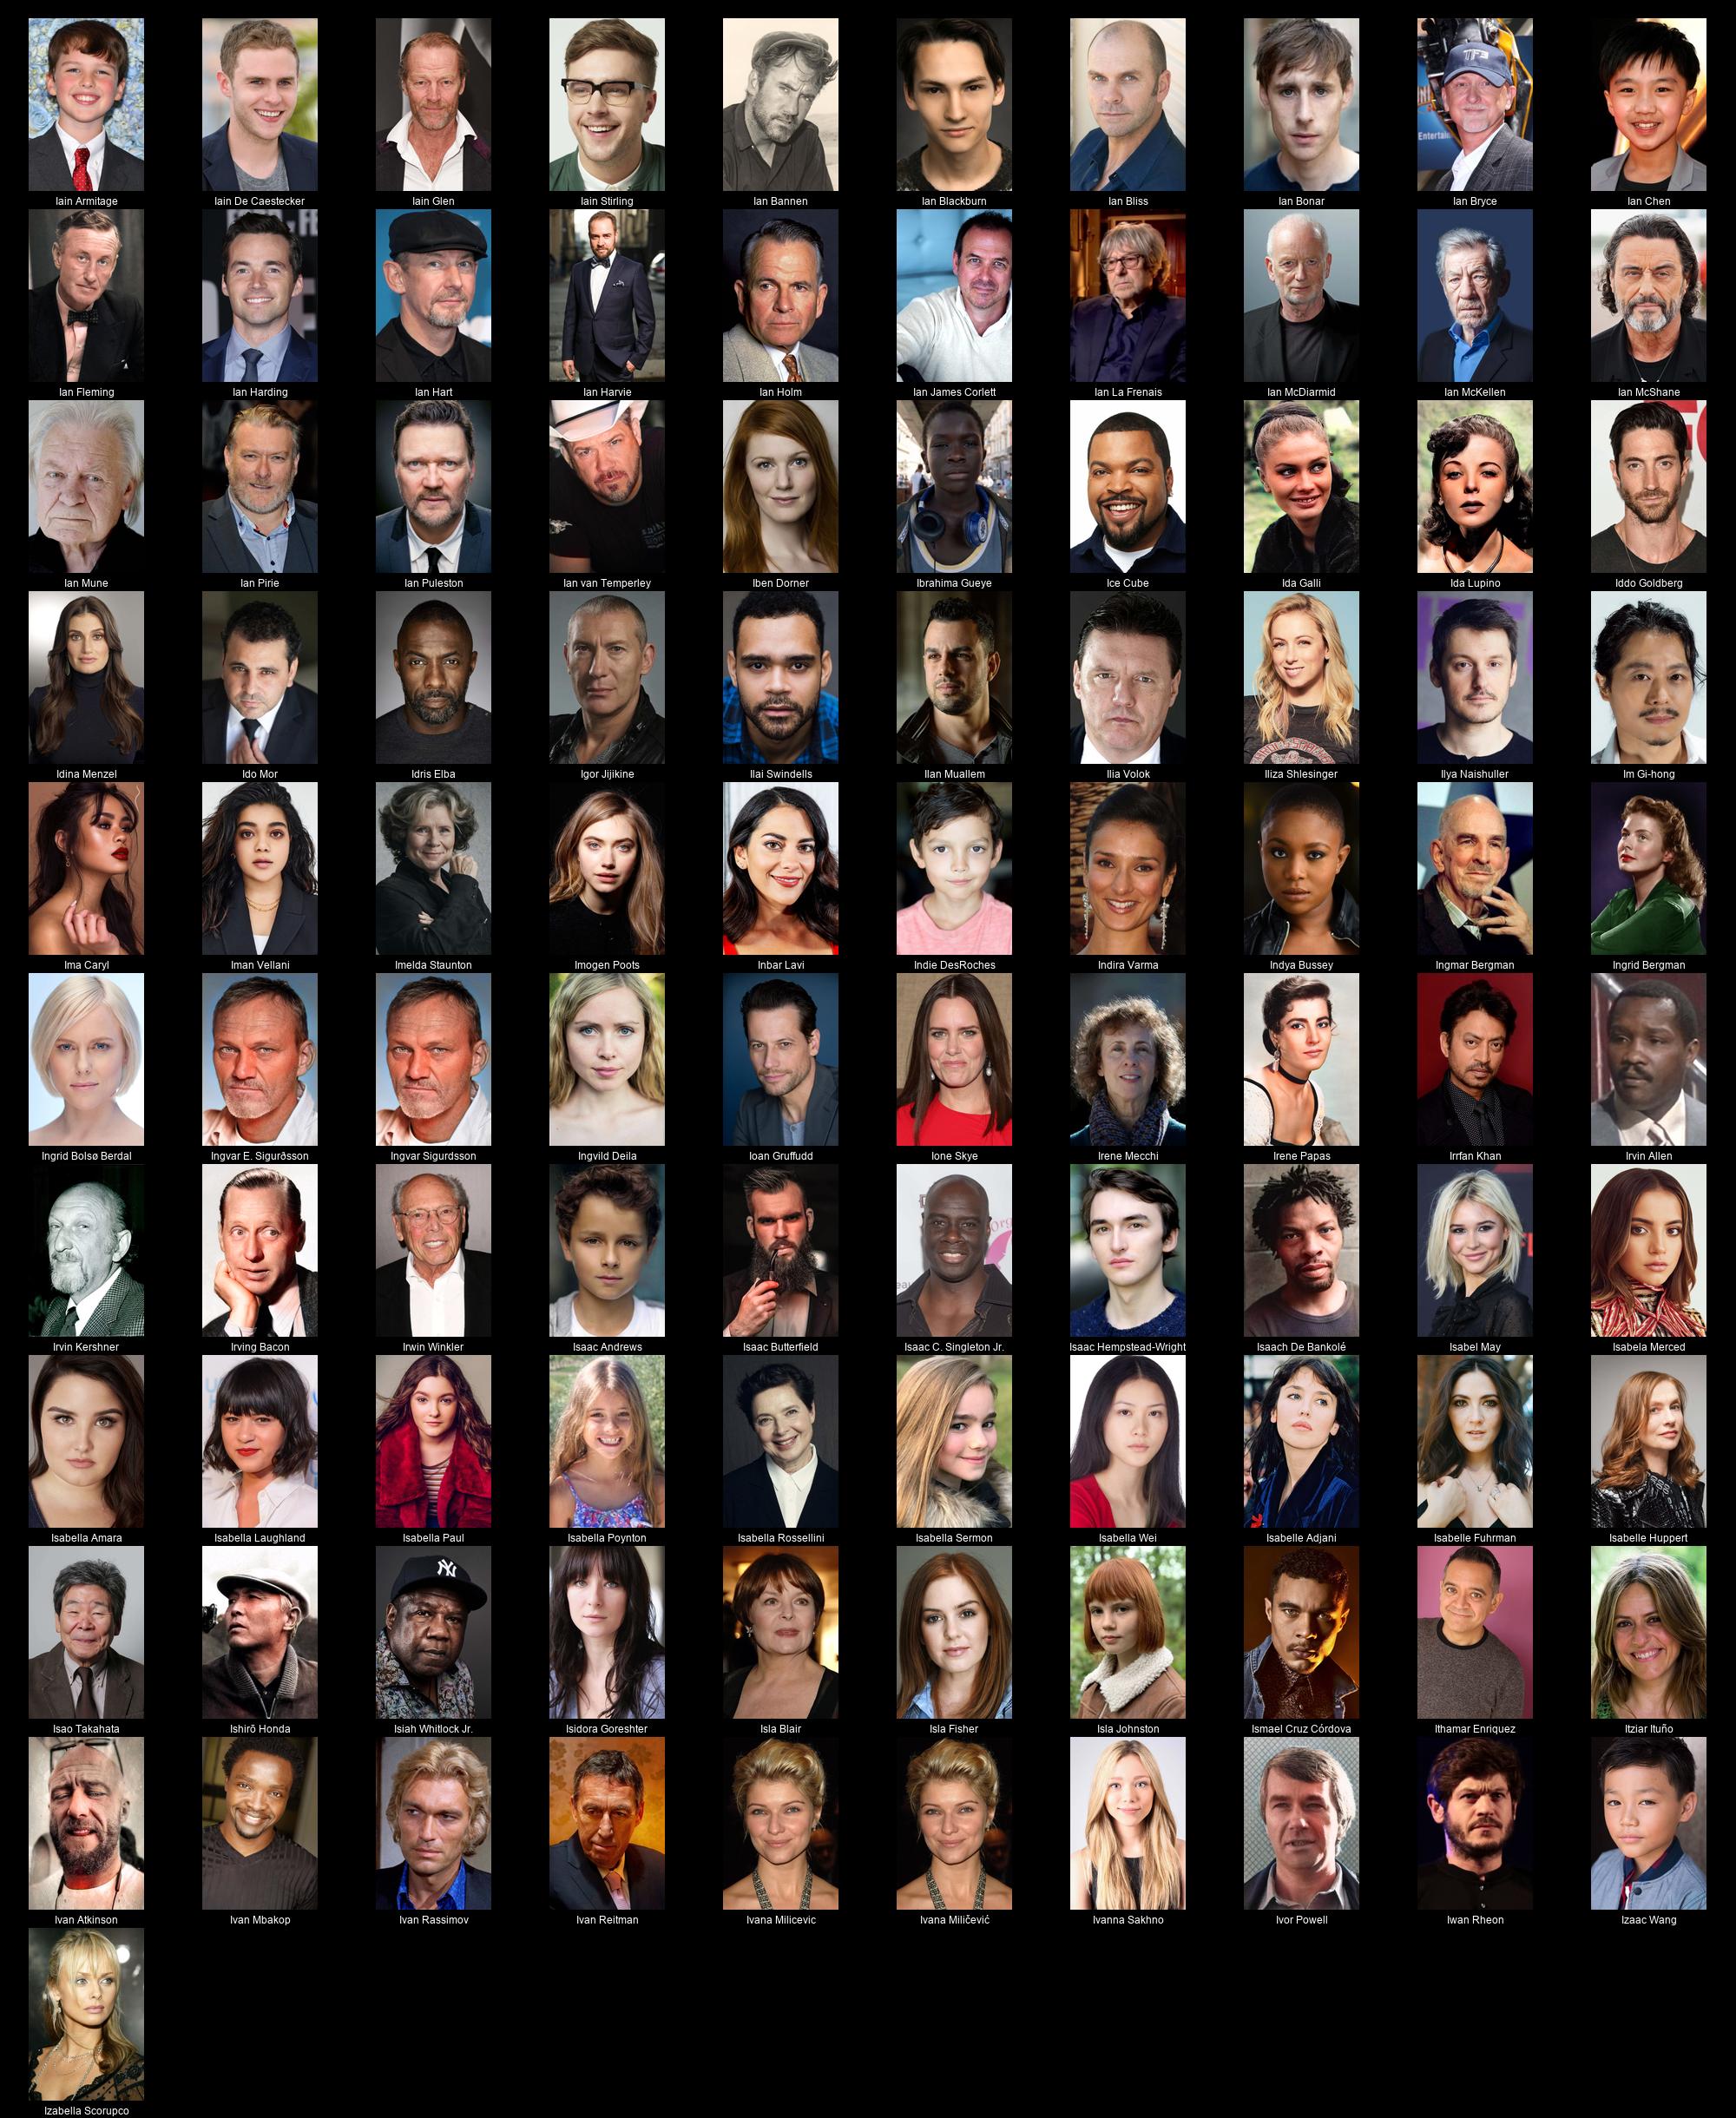 TF3
Entertain
Iain Armitage
Iain De Caestecker
Iain Glen
Iain Stirling
Ian Bannen
Ian Blackburn
Ian Bliss
Ian Bonar
Ian Bryce
Ian Chen
Ian Fleming
Ian Harding
Ian Hart
Ian Harvie
Ian Holm
Ian James Corlett
Ian La Frenais
Ian McDiarmid
Ian McKellen
Ian McShane
Ian Mune
Ian Pirie
Ian Puleston
Ian van Temperley
Iben Dorner
Ibrahima Gueye
Ice Cube
Ida Galli
Ida Lupino
Iddo Goldberg
Idina Menzel
Ido Mor
Idris Elba
Igor Jijikine
Ilai Swindells
Ilan Muallem
Ilia Volok
Iliza Shlesinger
Ilya Naishuller
Im Gi-hong
Ima Caryl
Iman Vellani
Imelda Staunton
Imogen Poots
Inbar Lavi
Indie DesRoches
Indira Varma
Indya Bussey
Ingmar Bergman
Ingrid Bergman
Ingrid Bolsø Berdal
Ingvar E. Sigurðsson
Ingvar Sigurdsson
Ingvild Deila
Ioan Gruffudd
Ione Skye
Irene Mecchi
Irene Papas
Irrfan Khan
Irvin Allen
Irvin Kershner
Irving Bacon
Irwin Winkler
Isaac Andrews
Isaac Butterfield
Isaac C. Singleton Jr.
Isaac Hempstead-Wright
Isaach De Bankolé
Isabel May
Isabela Merced
Isabella Amara
Isabella Laughland
Isabella Paul
Isabella Poynton
Isabella Rossellini
Isabella Sermon
Isabella Wei
Isabelle Adjani
Isabelle Fuhrman
Isabelle Huppert
NY
Isao Takahata
Ishirō Honda
Isiah Whitlock Jr.
Isidora Goreshter
Isla Blair
Isla Fisher
Isla Johnston
Ismael Cruz Córdova
Ithamar Enriquez
Itziar Ituño
Ivan Atkinson
Ivan Mbakop
Ivan Rassimov
Ivan Reitman
Ivana Milicevic
Ivana Miličević
Ivanna Sakhno
Ivor Powell
Iwan Rheon
Izaac Wang
Izabella Scorupco